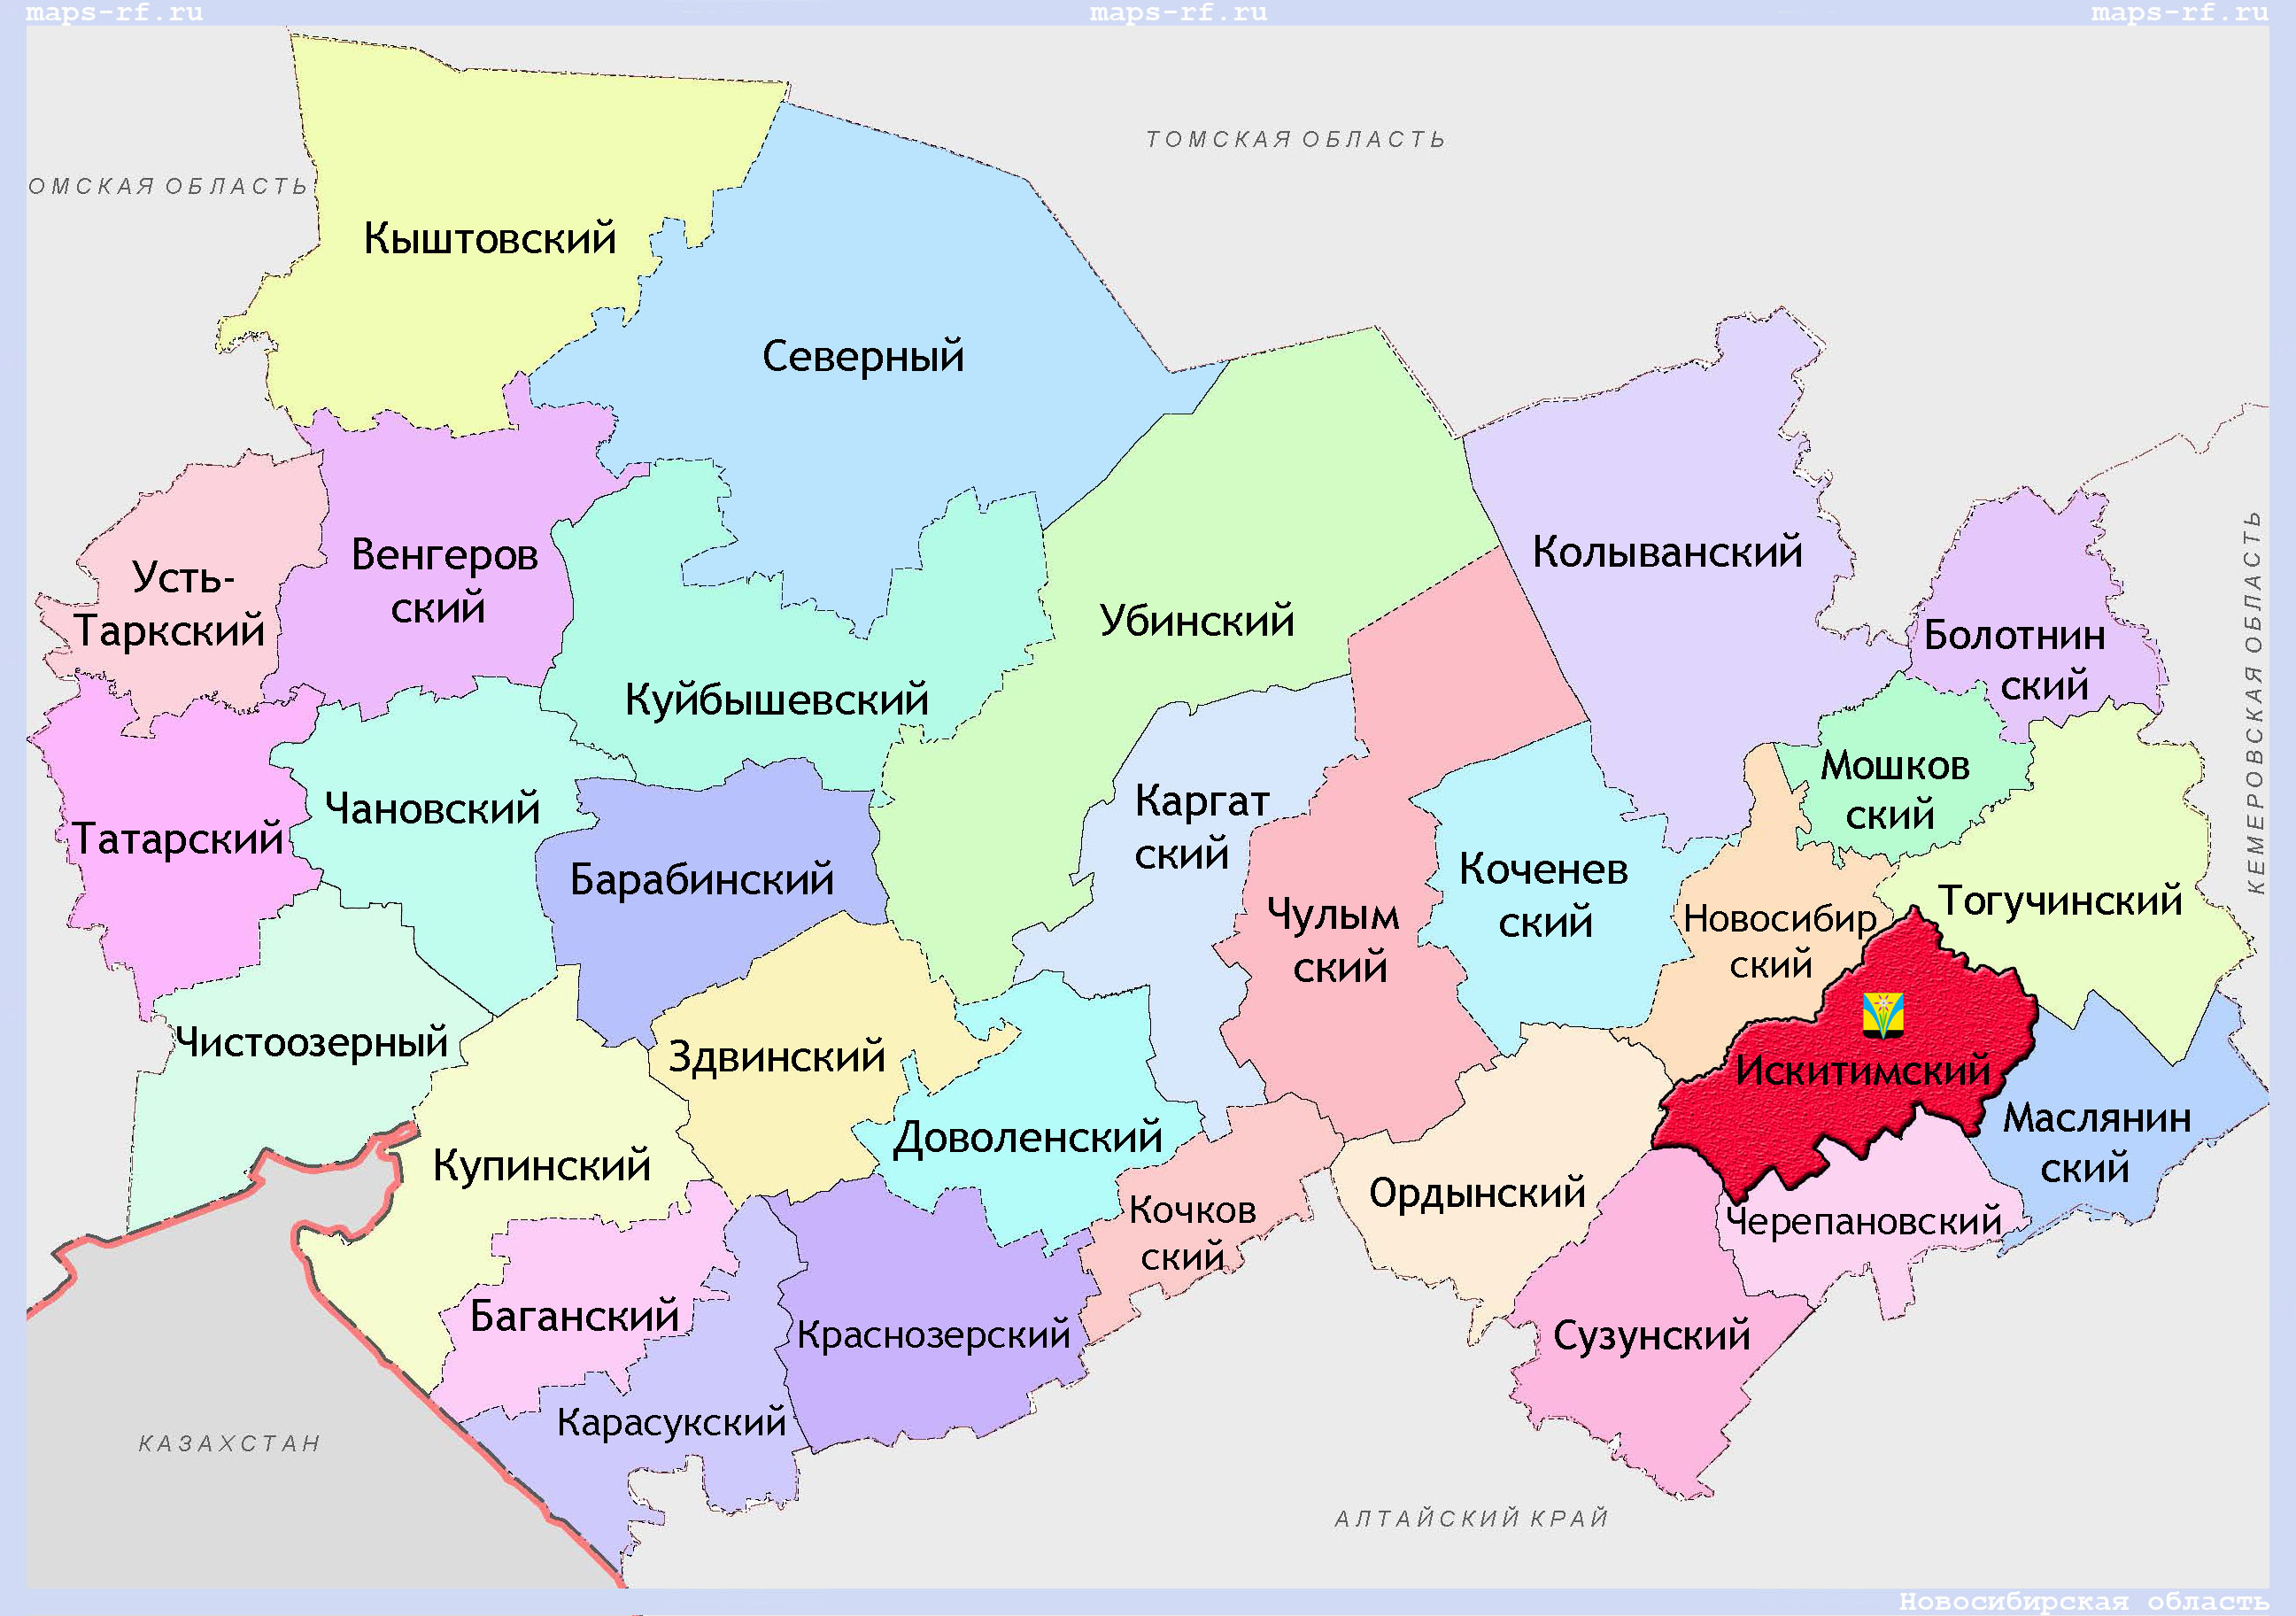 maps-rf.ru
maps-rf.ru
maps-rf.ru
ТОМСКАЯ ОБЛАСТЬ
ОМСКАЯ ОБЛАСТЬ
Кыштовский
Северный
Колыванский
Венгеров
ский
Усть-
Таркский
Убинский
Болотнин
ский
КЕМЕРОВСКАЯ ОБЛАСТЬ
Куйбышевский
Мошков
ский
Чановский
Татарский
Каргат
ский
Барабинский
Коченев
ский
Чулым
ский
Новосибир
ский
Тогучинский
Чистоозерный
Здвинский
Искитимский
Маслянин
ский
Доволенский
Купинский
Кочков
ский
Ордынский
Черепановский
Баганский
Краснозерский
Сузунский
Карасукский
КАЗАХСТАН
АЛТАЙСКИЙ КРАЙ
Новосибирская область